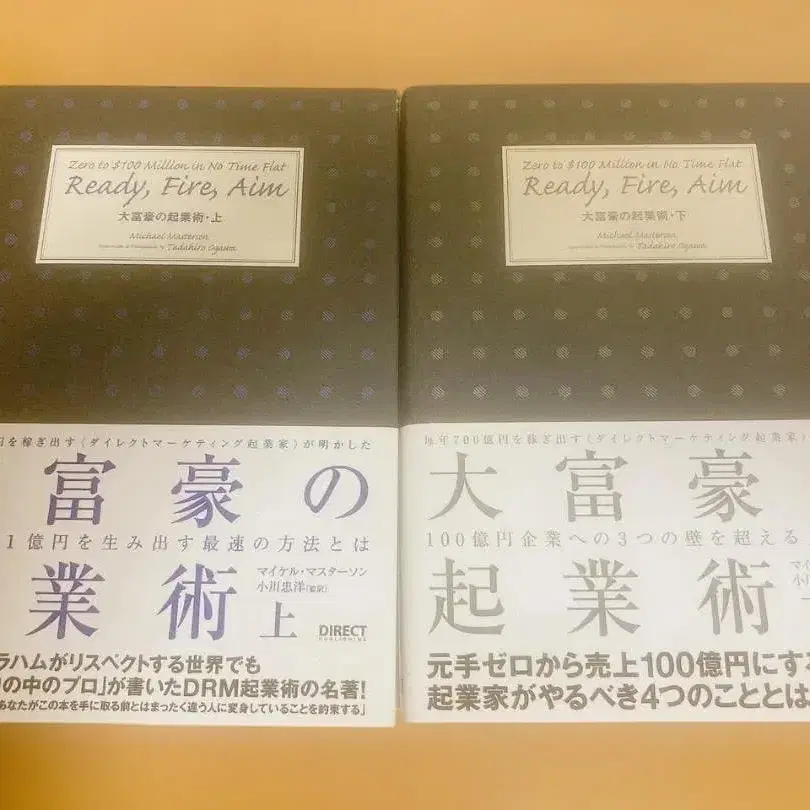 Zero to $100 Million in No Time Flat
Ready, Fire, Aim
大富豪の起業術・上
Michael Masterson
Tadahiro Ogawa
円を稼ぎ出す〈ダイレクトマーケティング起業家〉が明かした
富豪の
1億円を生み出す最速の方法とは
業術
マイケル・マスターソン
小川忠洋[監訳]
上
DIRECT
PUBLISHING
ラハムがリスペクトする世界でも
の中のプロ」が書いたDRM起業術の名著!
あなたがこの本を手に取る前とはまったく違う人に変身していることを約束する」
Zero to $100 Million in No Time Flat
Ready, Fire, Aim
大富豪の起業術・下
Michael Masterson
Tadahiro Ogawa
年700億円を稼ぎ出す〈ダイレクトマーケティング起業家〉
大富豪
100億円企業への3つの壁を超える
起業術
マイ
元手ゼロから売上100億円にする
起業家がやるべき4つのこととは